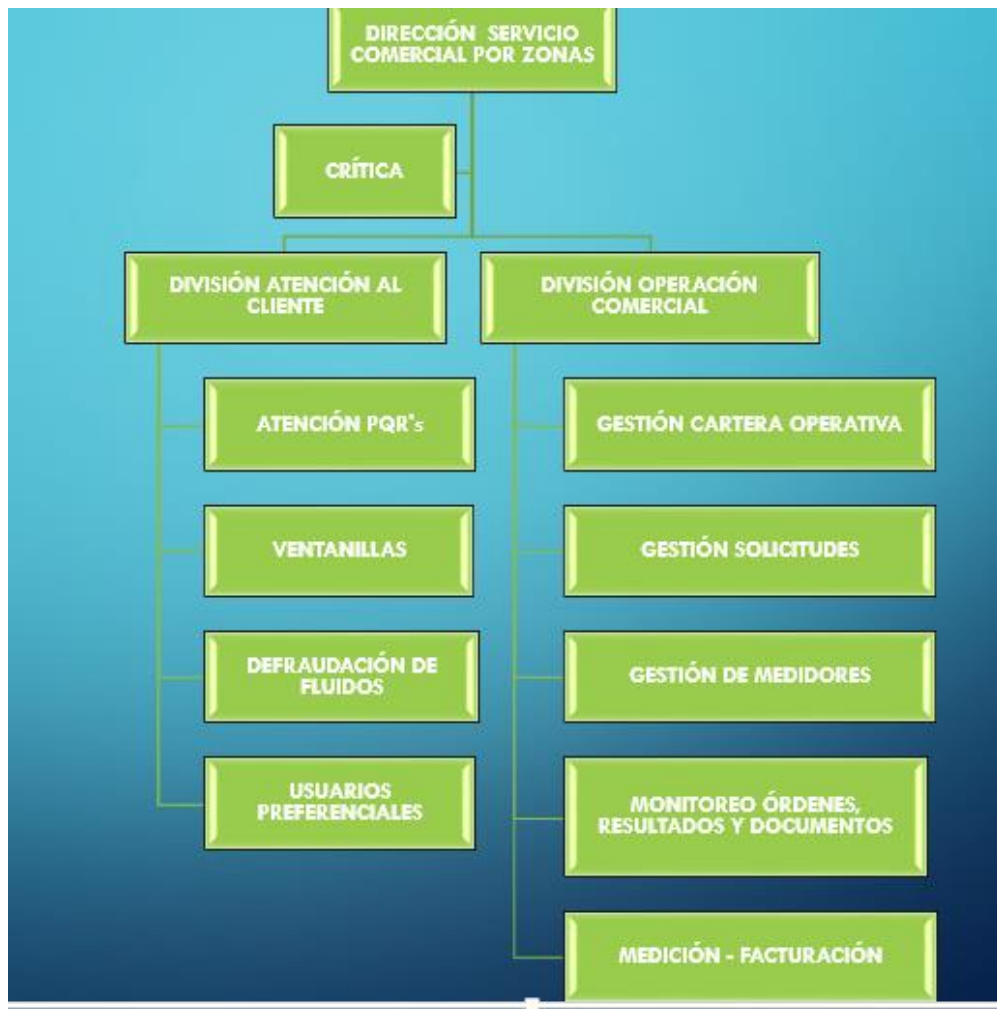 DIRECCIÓN SERVICIO
COMERCIAL POR ZONAS
CRÍTICA
DIVISIÓN ATENCIÓN AL
CLIENTE
ATENCIÓN PQR's
VENTANILLAS
DEFRAUDACIÓN DE
FLUIDOS
USUARIOS
PREFERENCIALES
DIVISIÓN OPERACIÓN
COMERCIAL
GESTIÓN CARTERA OPERATIVA
GESTIÓN SOLICITUDES
GESTIÓN DE MEDIDORES
MONITOREO ÓRDENES,
RESULTADOS Y DOCUMENTOS
MEDICIÓN - FACTURACIÓN